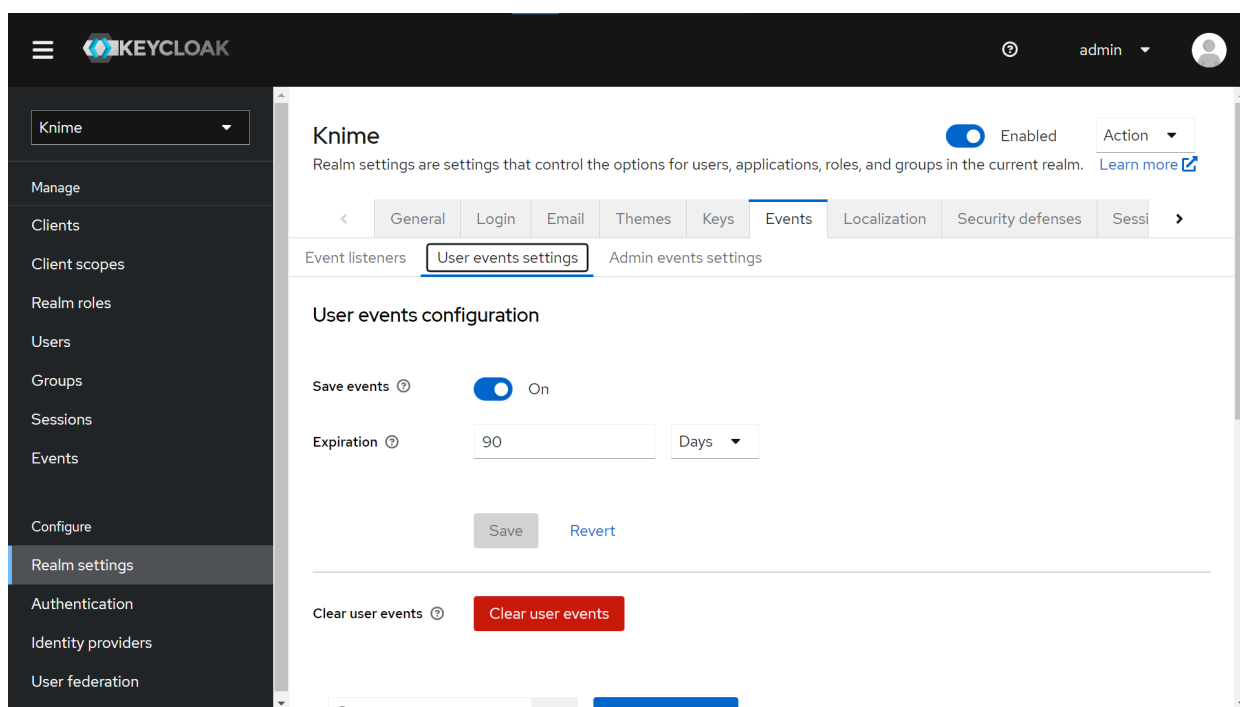 KEYCLOAK
admin
Knime
Manage
Clients
Client scopes
Realm roles
Users
Groups
Sessions
Events
Configure
Realm settings
Authentication
Identity providers
User federation
Knime
Enabled
Action
Realm settings are settings that control the options for users, applications, roles, and groups in the current realm. Learn more
General Login Email Themes Keys Events Localization Security defenses Sessi
Event listeners User events settings Admin events settings
User events configuration
Save events On
Expiration 90 Days
Save Revert
Clear user events Clear user events